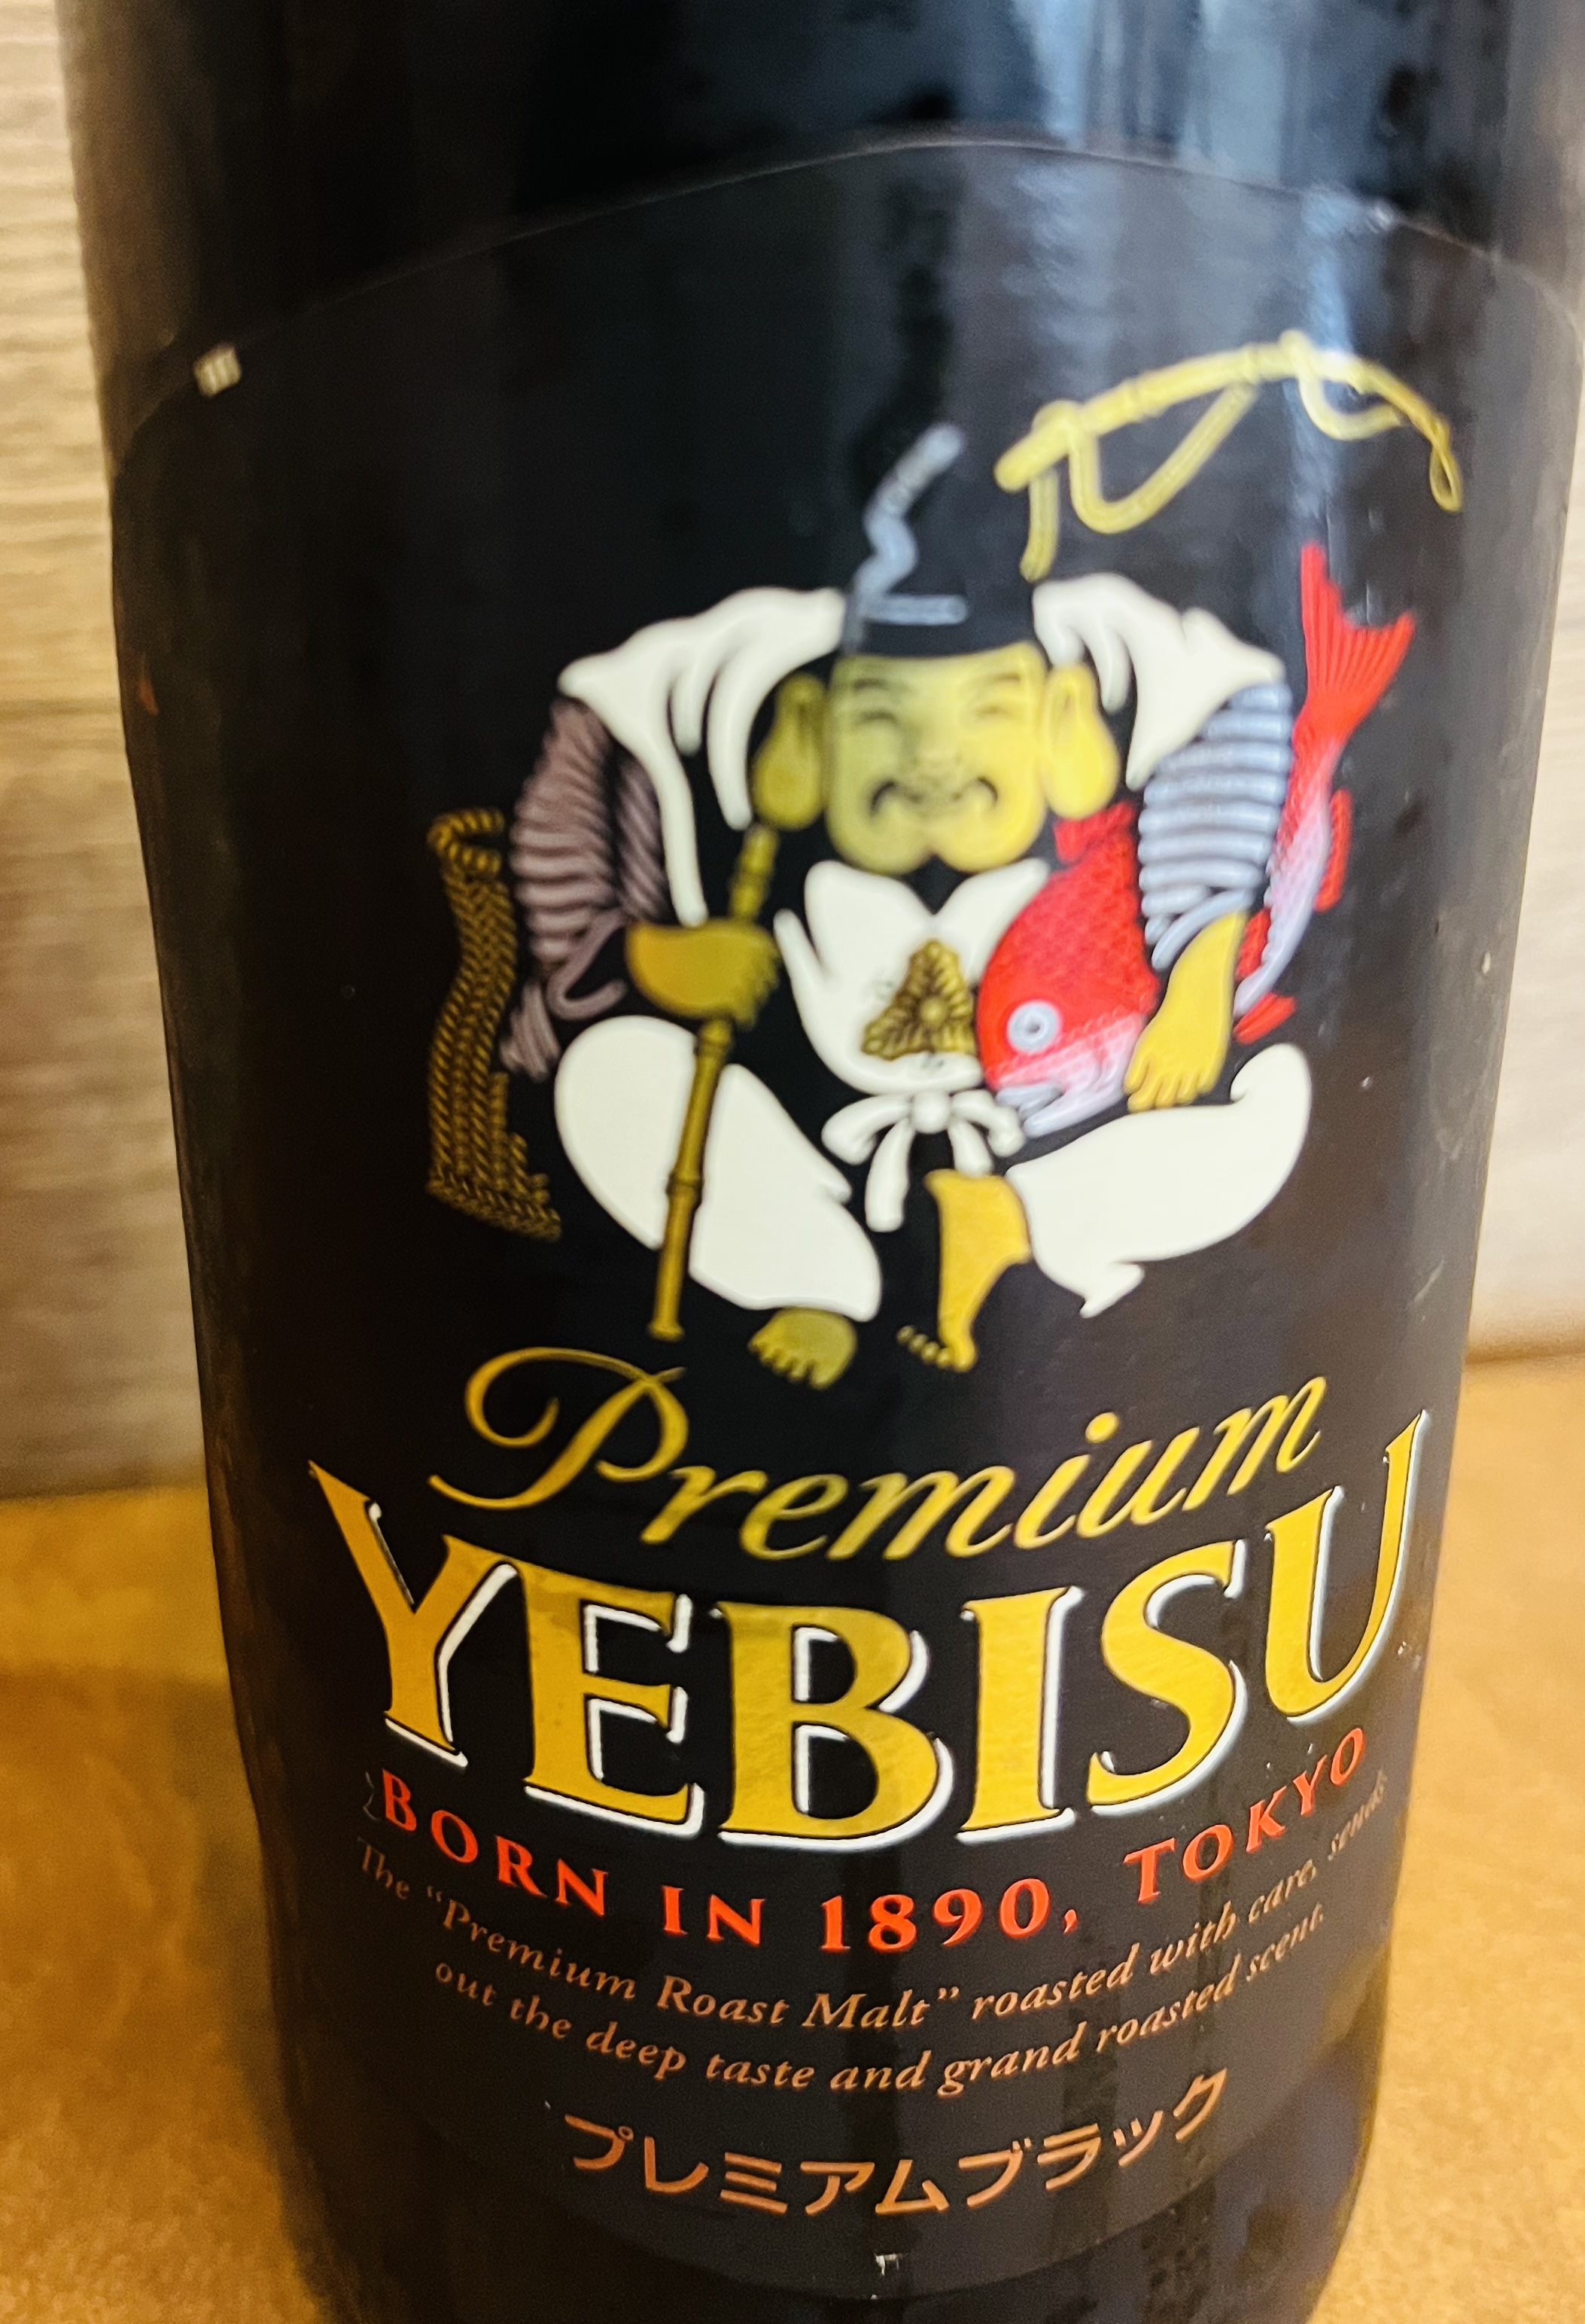 Premium
YEBISU
BORN IN 1890, TOKYO
The “Premium Roast Malt” roasted with care, sends
out the deep taste and grand roasted scent.
プレミアムブラック